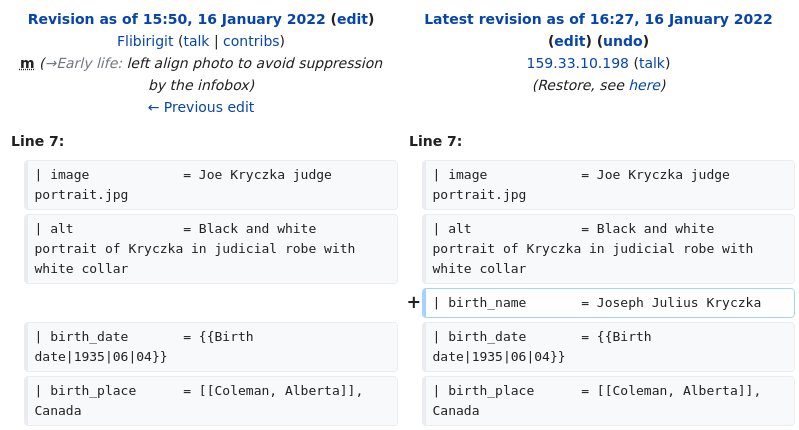 Revision as of 15:50, 16 January 2022 (edit)
Flibirigit (talk | contribs)
m (→Early life: left align photo to avoid suppression
by the infobox)
← Previous edit
Latest revision as of 16:27, 16 January 2022
(edit) (undo)
159.33.10.198 (talk)
(Restore, see here)
Line 7:
Line 7:
| image = Joe Kryczka judge
portrait.jpg
| image = Joe Kryczka judge
portrait.jpg
| alt = Black and white
portrait of Kryczka in judicial robe with
white collar
| alt = Black and white
portrait of Kryczka in judicial robe with
white collar
+ | birth_name = Joseph Julius Kryczka
| birth_date = {{Birth
date|1935|06|04}}
| birth_date = {{Birth
date|1935|06|04}}
| birth_place = [[Coleman, Alberta]],
Canada
| birth_place = [[Coleman, Alberta]],
Canada